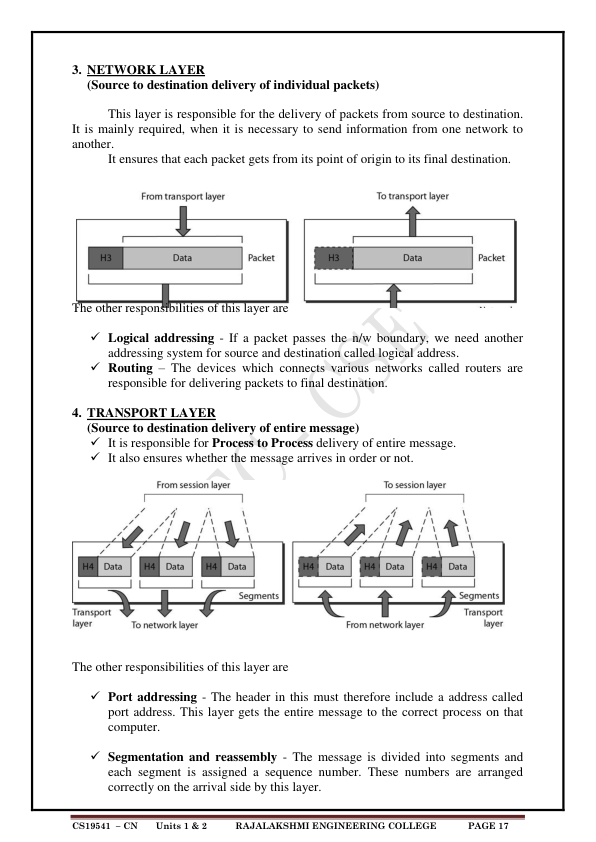 3. NETWORK LAYER
(Source to destination delivery of individual packets)
This layer is responsible for the delivery of packets from source to destination.
It is mainly required, when it is necessary to send information from one network to
another.
It ensures that each packet gets from its point of origin to its final destination.
From transport layer
To transport layer
H3 Data Packet
H3 Data Packet
The other responsibilities of this layer are
✓ Logical addressing - If a packet passes the n/w boundary, we need another
addressing system for source and destination called logical address.
✓ Routing – The devices which connects various networks called routers are
responsible for delivering packets to final destination.
4. TRANSPORT LAYER
(Source to destination delivery of entire message)
✓ It is responsible for Process to Process delivery of entire message.
✓ It also ensures whether the message arrives in order or not.
From session layer
To session layer
H4 Data H4 Data H4 Data
H4 Data H4 Data H4 Data
Segments
Segments
Transport
layer
To network layer
From network layer
Transport
layer
The other responsibilities of this layer are
✓ Port addressing - The header in this must therefore include a address called
port address. This layer gets the entire message to the correct process on that
computer.
✓ Segmentation and reassembly - The message is divided into segments and
each segment is assigned a sequence number. These numbers are arranged
correctly on the arrival side by this layer.
CS19541 – CN Units 1 & 2 RAJALAKSHMI ENGINEERING COLLEGE PAGE 17
- CSE